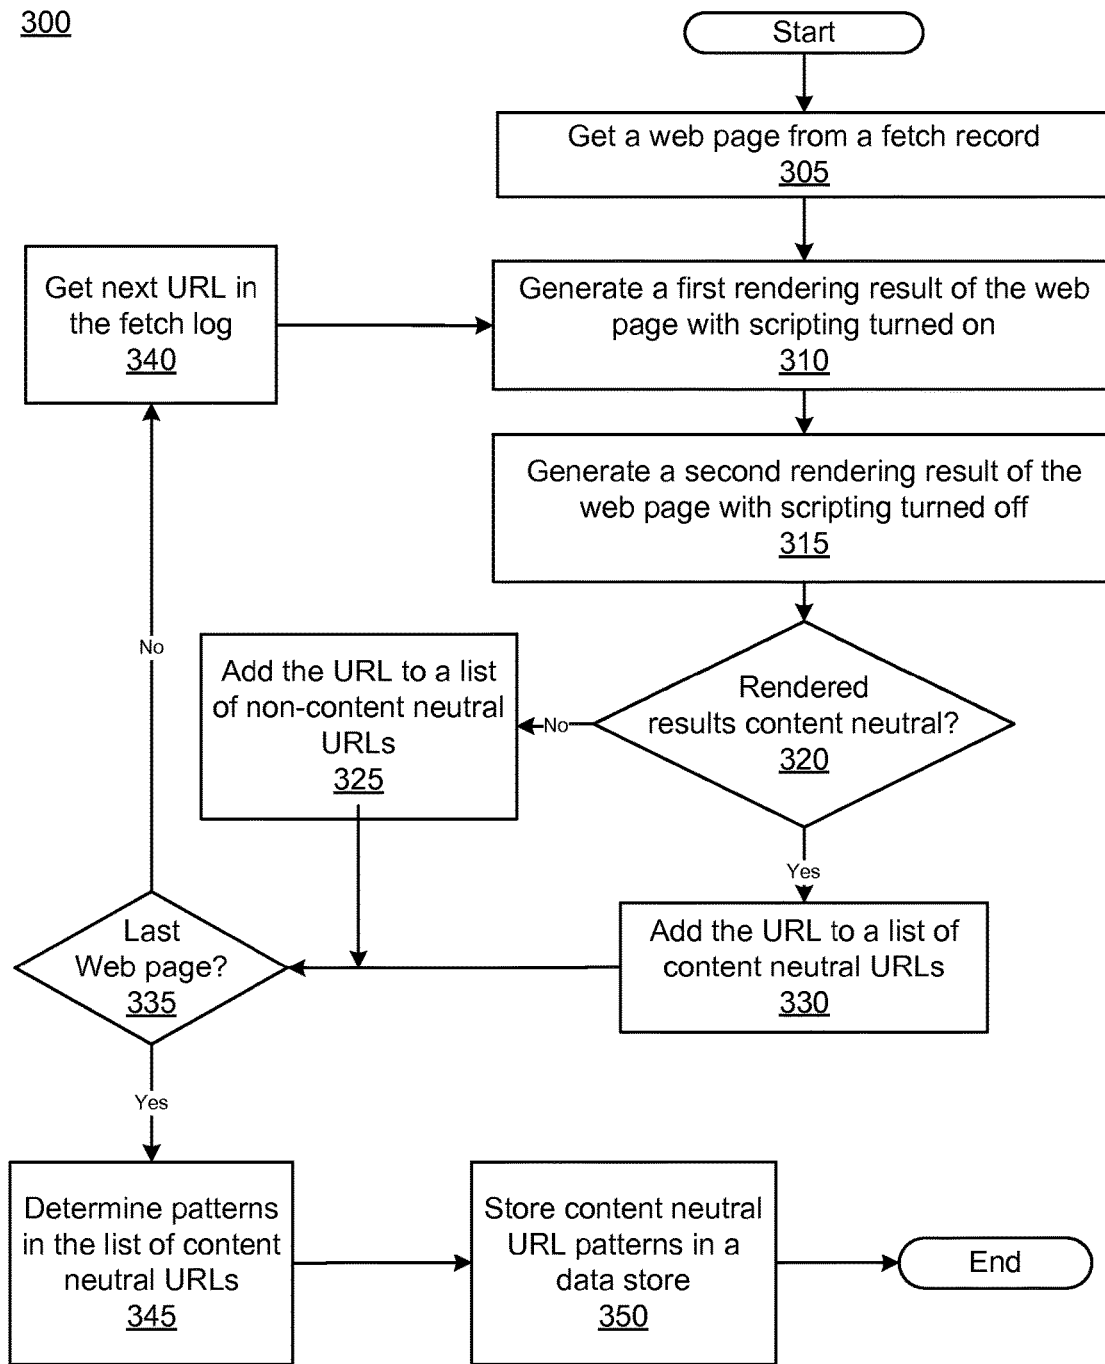 300
Start
Get a web page from a fetch record
305
Get next URL in
the fetch log
340
Generate a first rendering result of the web
page with scripting turned on
310
Generate a second rendering result of the
web page with scripting turned off
315
No
Add the URL to a list
of non-content neutral
URLs
325
No
Rendered
results content neutral?
320
Yes
Last
Web page?
335
Add the URL to a list of
content neutral URLs
330
Yes
Determine patterns
in the list of content
neutral URLs
345
Store content neutral
URL patterns in a
data store
350
End